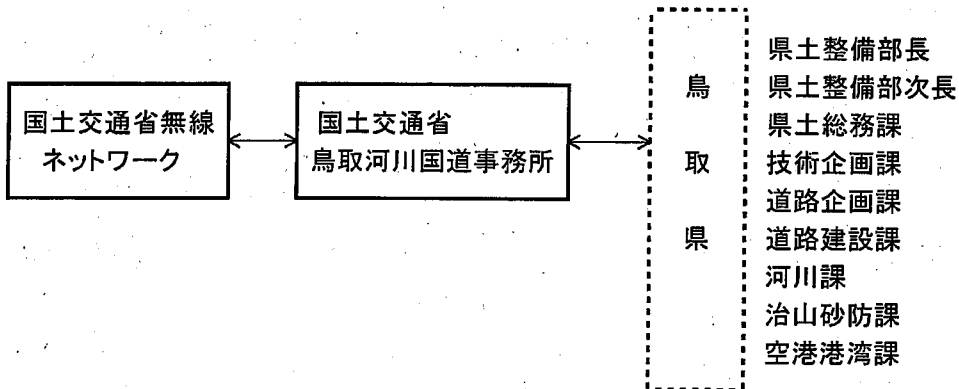 国土交通省無線
ネットワーク
国土交通省
鳥取河川国道事務所
鳥
取
県
県土整備部長
県土整備部次長
県土総務課
技術企画課
道路企画課
道路建設課
河川課
治山砂防課
空港港湾課